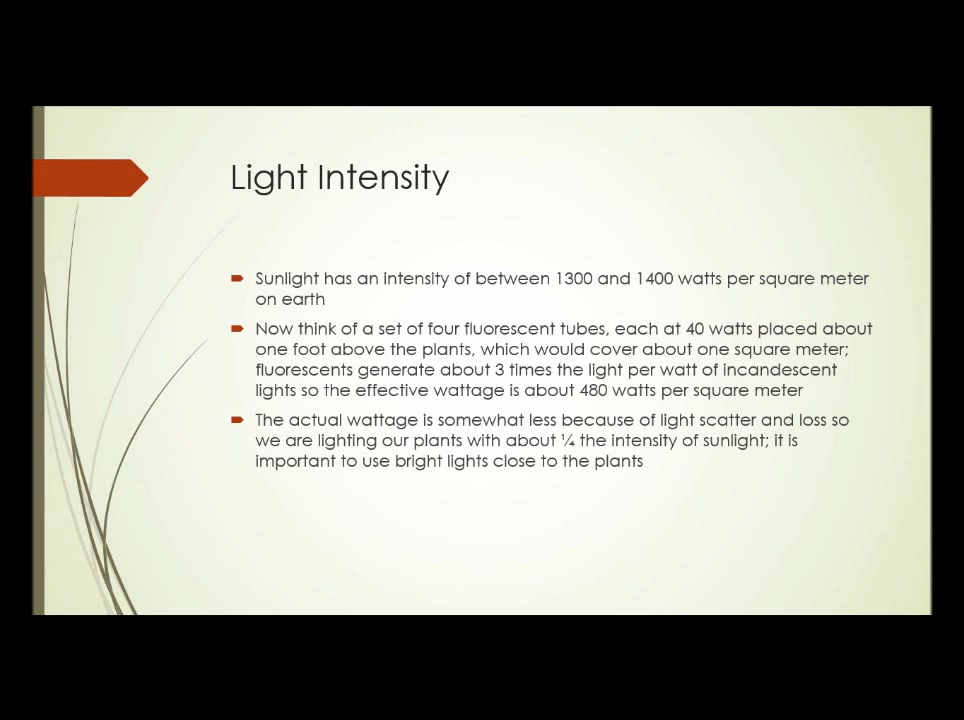 Light Intensity
Sunlight has an intensity of between 1300 and 1400 watts per square meter
on earth
Now think of a set of four fluorescent tubes, each at 40 watts placed about
one foot above the plants, which would cover about one square meter;
fluorescents generate about 3 times the light per watt of incandescent
lights so the effective wattage is about 480 watts per square meter
The actual wattage is somewhat less because of light scatter and loss so
we are lighting our plants with about ¼ the intensity of sunlight; it is
important to use bright lights close to the plants